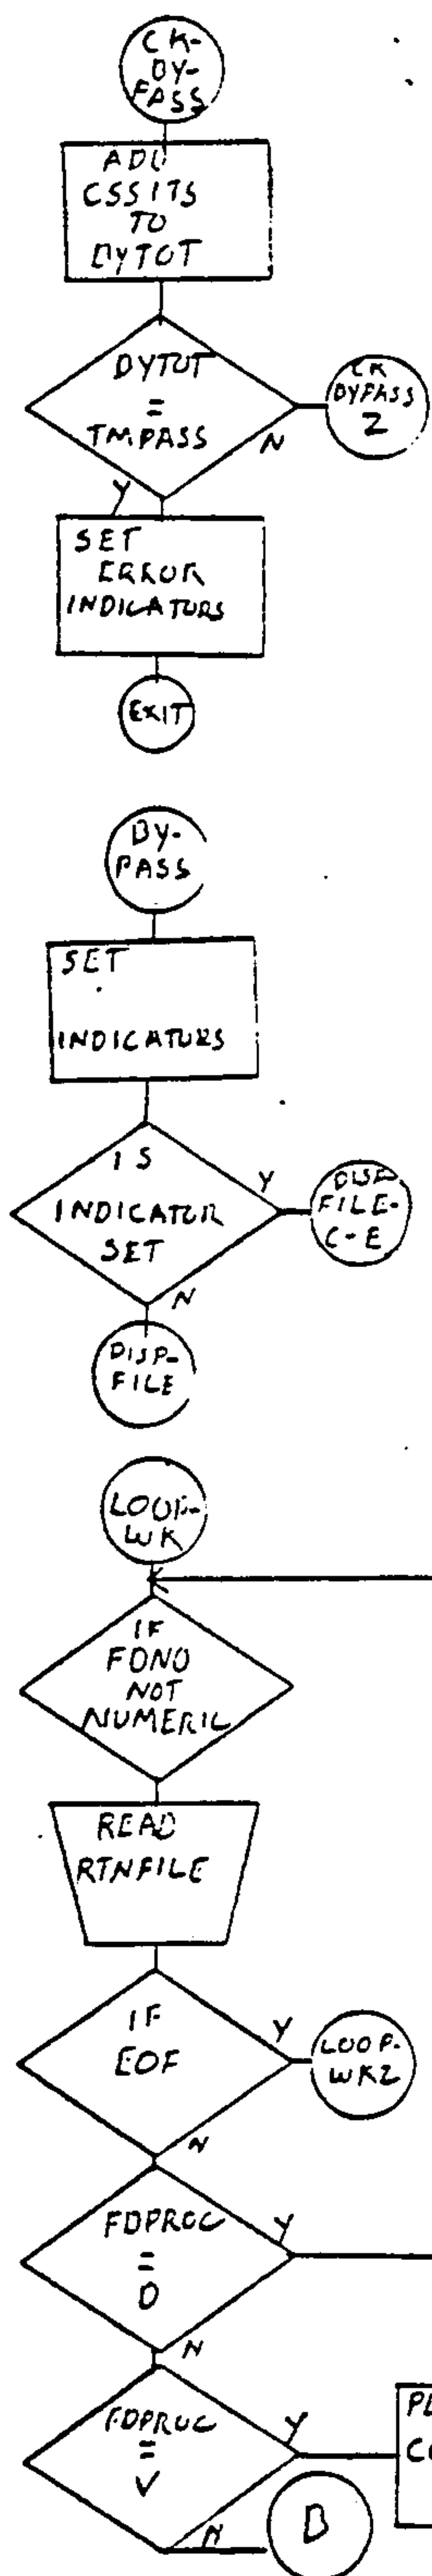 CK-
BY-
PASS
ADD
CSSITS
TO
BYTOT
BYTOT
=
TMPASS
N
CK
BYPASS
2
Y
SET
ERROR
INDICATORS
EXIT
BY-
PASS
SET
INDICATORS
IS
INDICATOR
SET
Y
DISP
FILE-
C-E
N
DISP-
FILE
LOOP-
WK
IF
FDNO
NOT
NUMERIC
READ
RTNFILE
IF
EOF
Y
LOOP-
WK2
N
FDPROC
=
D
Y
N
FDPROC
=
V
Y
N
B